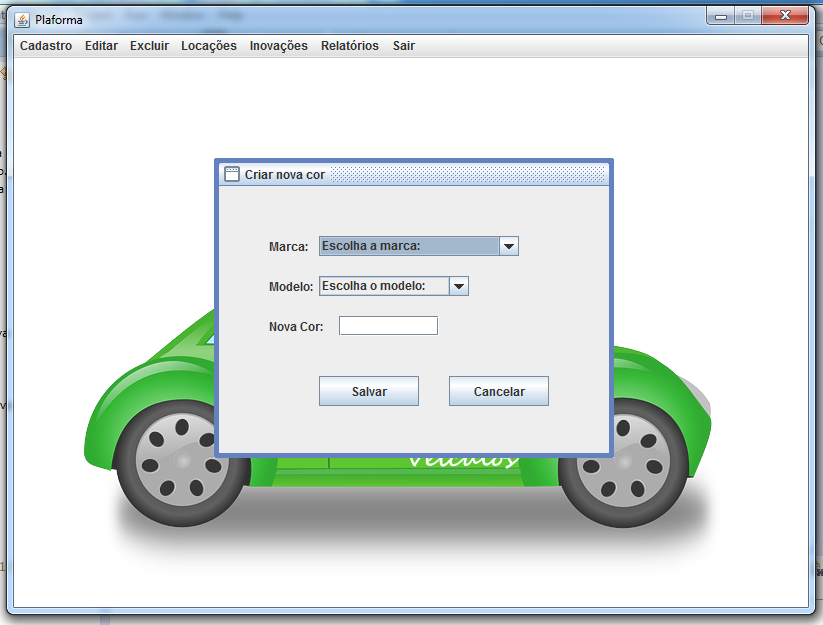 Plaforma
Cadastro Editar Excluir Locações Inovações Relatórios Sair
Criar nova cor
Marca: Escolha a marca:
Modelo: Escolha o modelo:
Nova Cor:
Salvar Cancelar
veículos